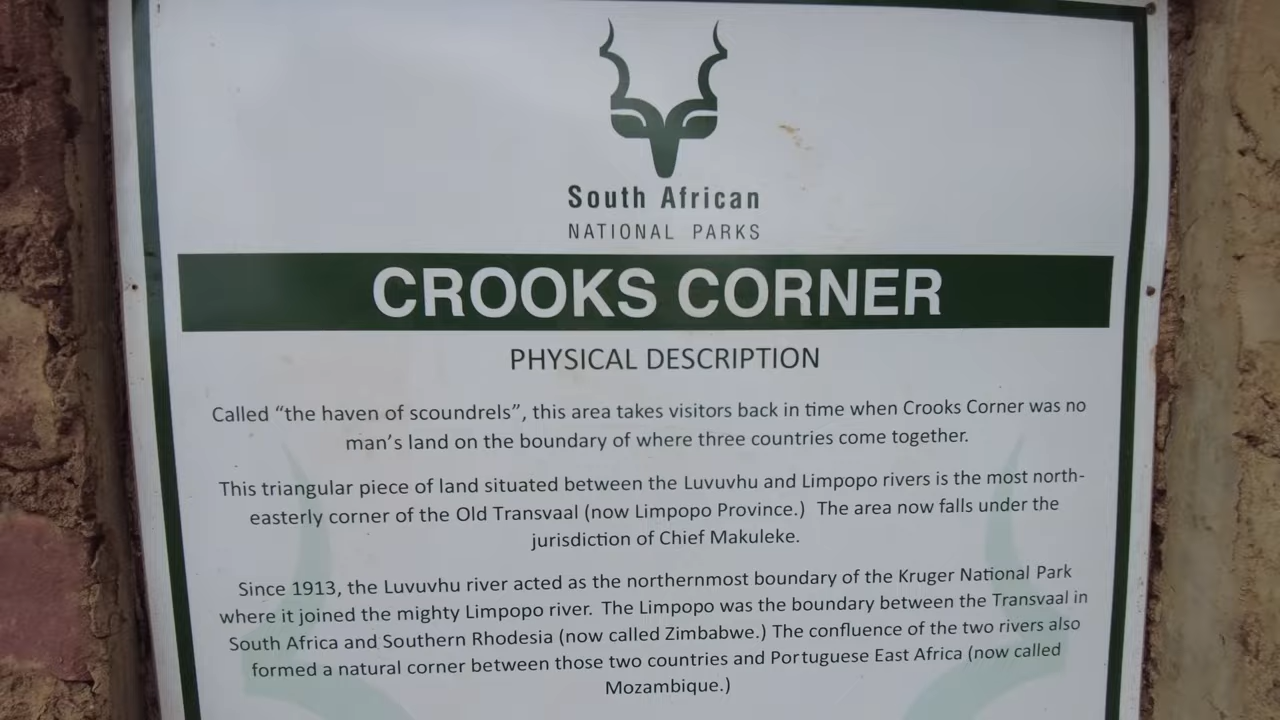 South African
NATIONAL PARKS
CROOKS CORNER
PHYSICAL DESCRIPTION
Called “the haven of scoundrels”, this area takes visitors back in time when Crooks Corner was no
man’s land on the boundary of where three countries come together.
This triangular piece of land situated between the Luvuvhu and Limpopo rivers is the most north-
easterly corner of the Old Transvaal (now Limpopo Province.) The area now falls under the
jurisdiction of Chief Makuleke.
Since 1913, the Luvuvhu river acted as the northernmost boundary of the Kruger National Park
where it joined the mighty Limpopo river. The Limpopo was the boundary between the Transvaal in
South Africa and Southern Rhodesia (now called Zimbabwe.) The confluence of the two rivers also
formed a natural corner between those two countries and Portuguese East Africa (now called
Mozambique.)